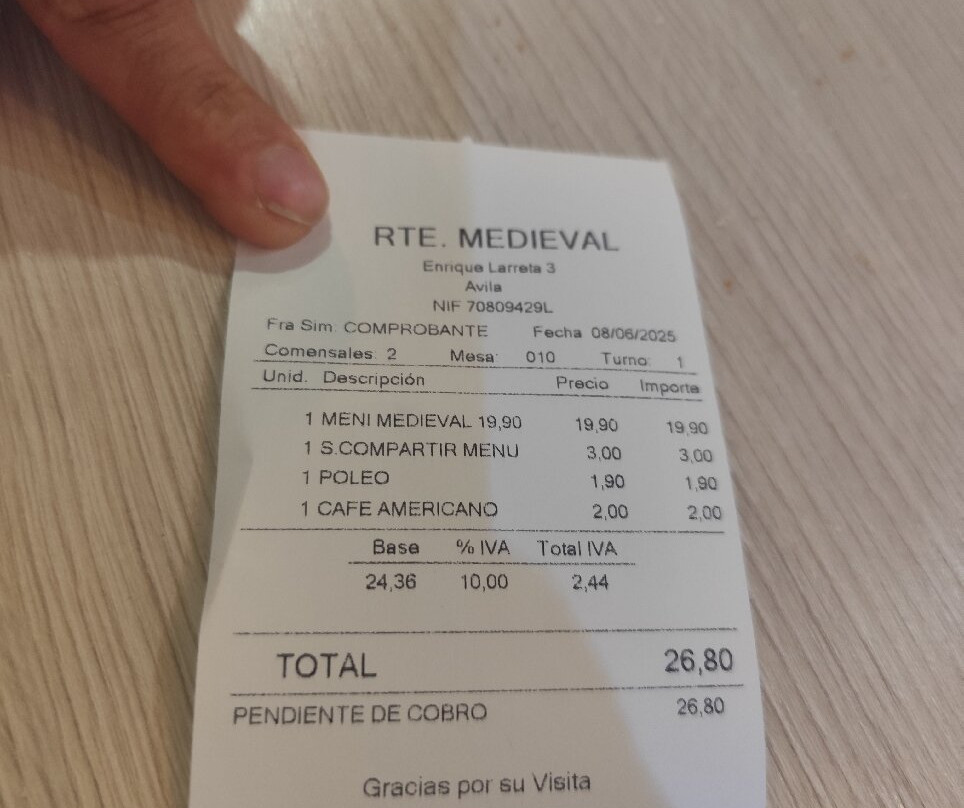 RTE. MEDIEVAL
Enrique Larreta 3
Avila
NIF 70809429L
Fra Sim: COMPROBANTE Fecha 08/06/2025
Comensales: 2 Mesa: 010 Turno: 1
Unid. Descripción Precio Importe
1 MENI MEDIEVAL 19,90 19,90 19,90
1 S.COMPARTIR MENU 3,00 3,00
1 POLEO 1,90 1,90
1 CAFE AMERICANO 2,00 2,00
Base % IVA Total IVA
24,36 10,00 2,44
TOTAL 26,80
PENDIENTE DE COBRO 26,80
Gracias por su Visita